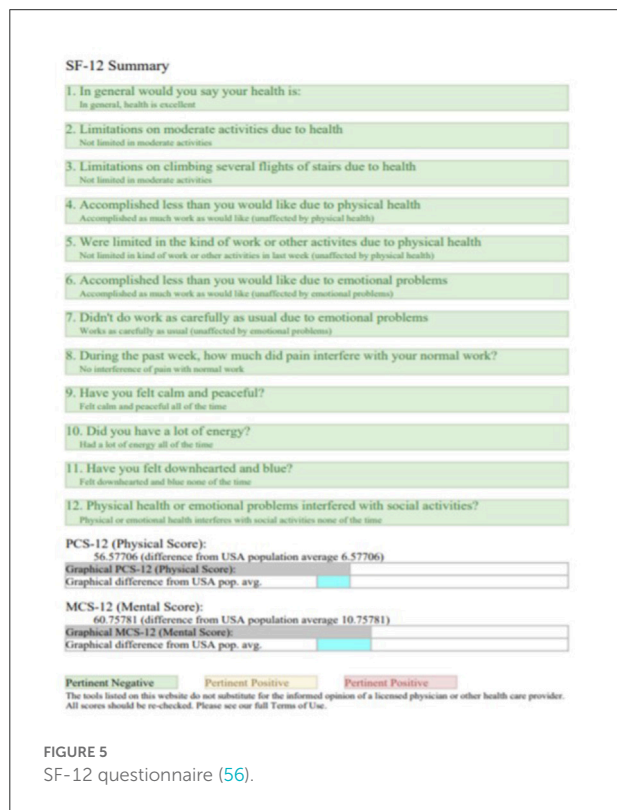 SF-12 Summary
1. In general would you say your health is:
In general, health is excellent
2. Limitations on moderate activities due to health
Not limited in moderate activities
3. Limitations on climbing several flights of stairs due to health
Not limited in moderate activities
4. Accomplished less than you would like due to physical health
Accomplished as much work as would like (unaffected by physical health)
5. Were limited in the kind of work or other activites due to physical health
Not limited in kind of work or other activities in last week (unaffected by physical health)
6. Accomplished less than you would like due to emotional problems
Accomplished as much work as would like (unaffected by emotional problems)
7. Didn't do work as carefully as usual due to emotional problems
Works as carefully as usual (unaffected by emotional problems)
8. During the past week, how much did pain interfere with your normal work?
No interference of pain with normal work
9. Have you felt calm and peaceful?
Felt calm and peaceful all of the time
10. Did you have a lot of energy?
Had a lot of energy all of the time
11. Have you felt downhearted and blue?
Felt downhearted and blue none of the time
12. Physical health or emotional problems interfered with social activities?
Physical or emotional health interferes with social activities none of the time
PCS-12 (Physical Score):
56.57706 (difference from USA population average 6.57706)
Graphical PCS-12 (Physical Score):
Graphical difference from USA pop. avg.
MCS-12 (Mental Score):
60.75781 (difference from USA population average 10.75781)
Graphical MCS-12 (Mental Score):
Graphical difference from USA pop. avg.
Pertinent Negative Pertinent Positive Pertinent Positive
The tools listed on this website do not substitute for the informed opinion of a licensed physician or other health care provider.
All scores should be re-checked. Please see our full Terms of Use.
FIGURE 5
SF-12 questionnaire (56).